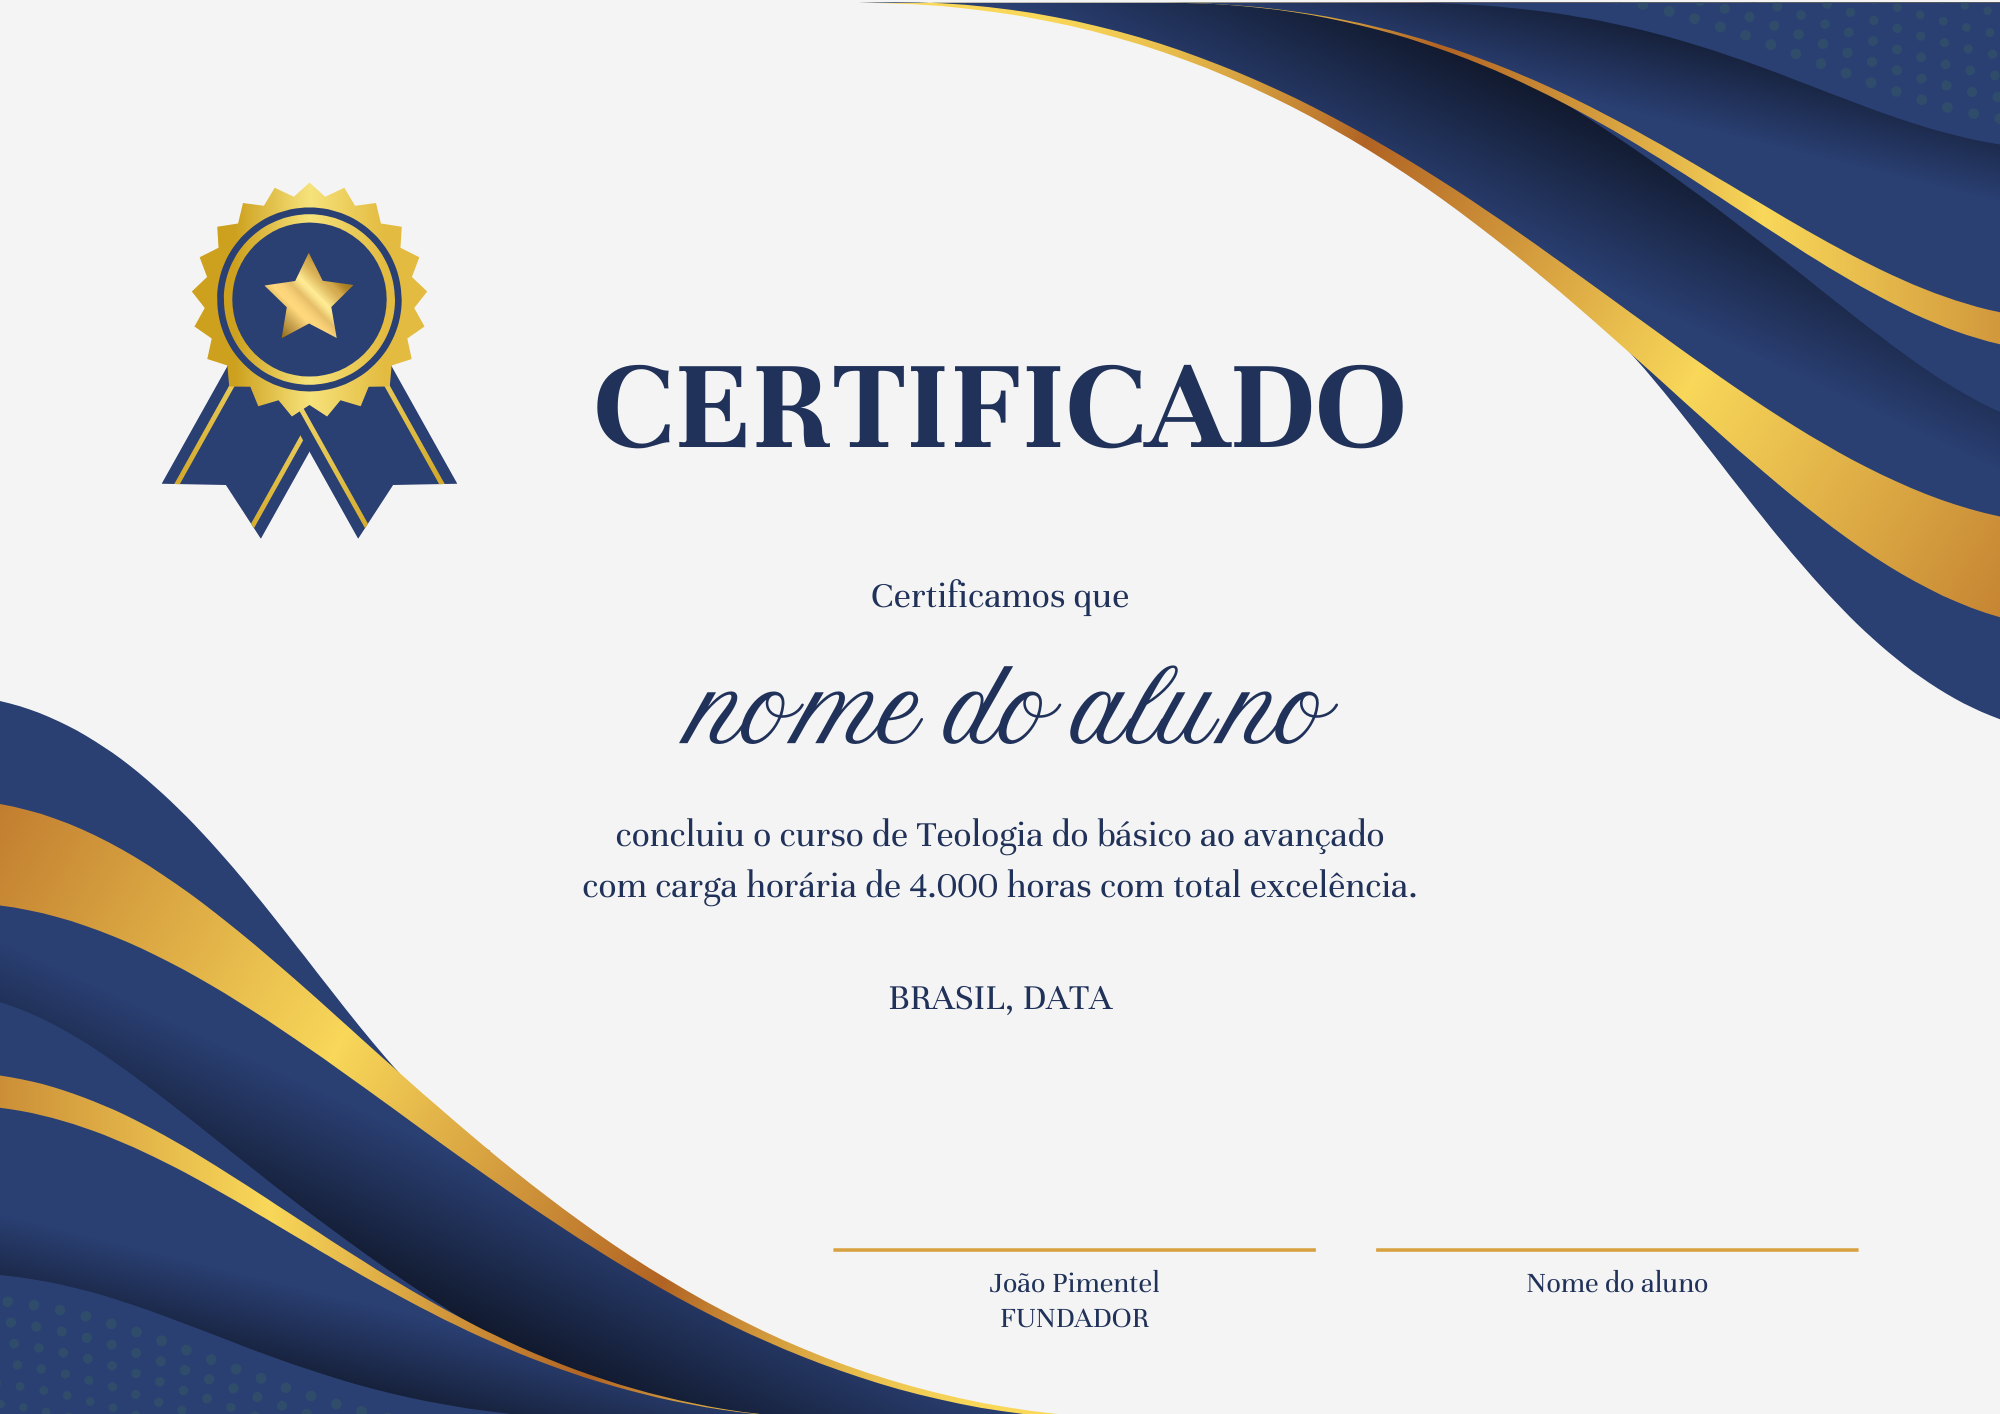 CERTIFICADO
Certificamos que
nome do aluno
concluiu o curso de Teologia do básico ao avançado
com carga horária de 4.000 horas com total excelência.
BRASIL, DATA
João Pimentel
FUNDADOR
Nome do aluno